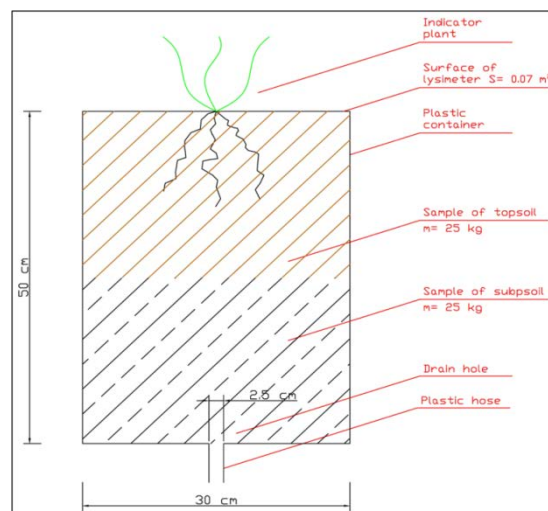 Indicator
plant
Surface of
lysimeter S= 0.07 m²
Plastic
container
Sample of topsoil
m= 25 kg
Sample of subpsoil
m= 25 kg
Drain hole
Plastic hose
50 cm
2.8 cm
30 cm